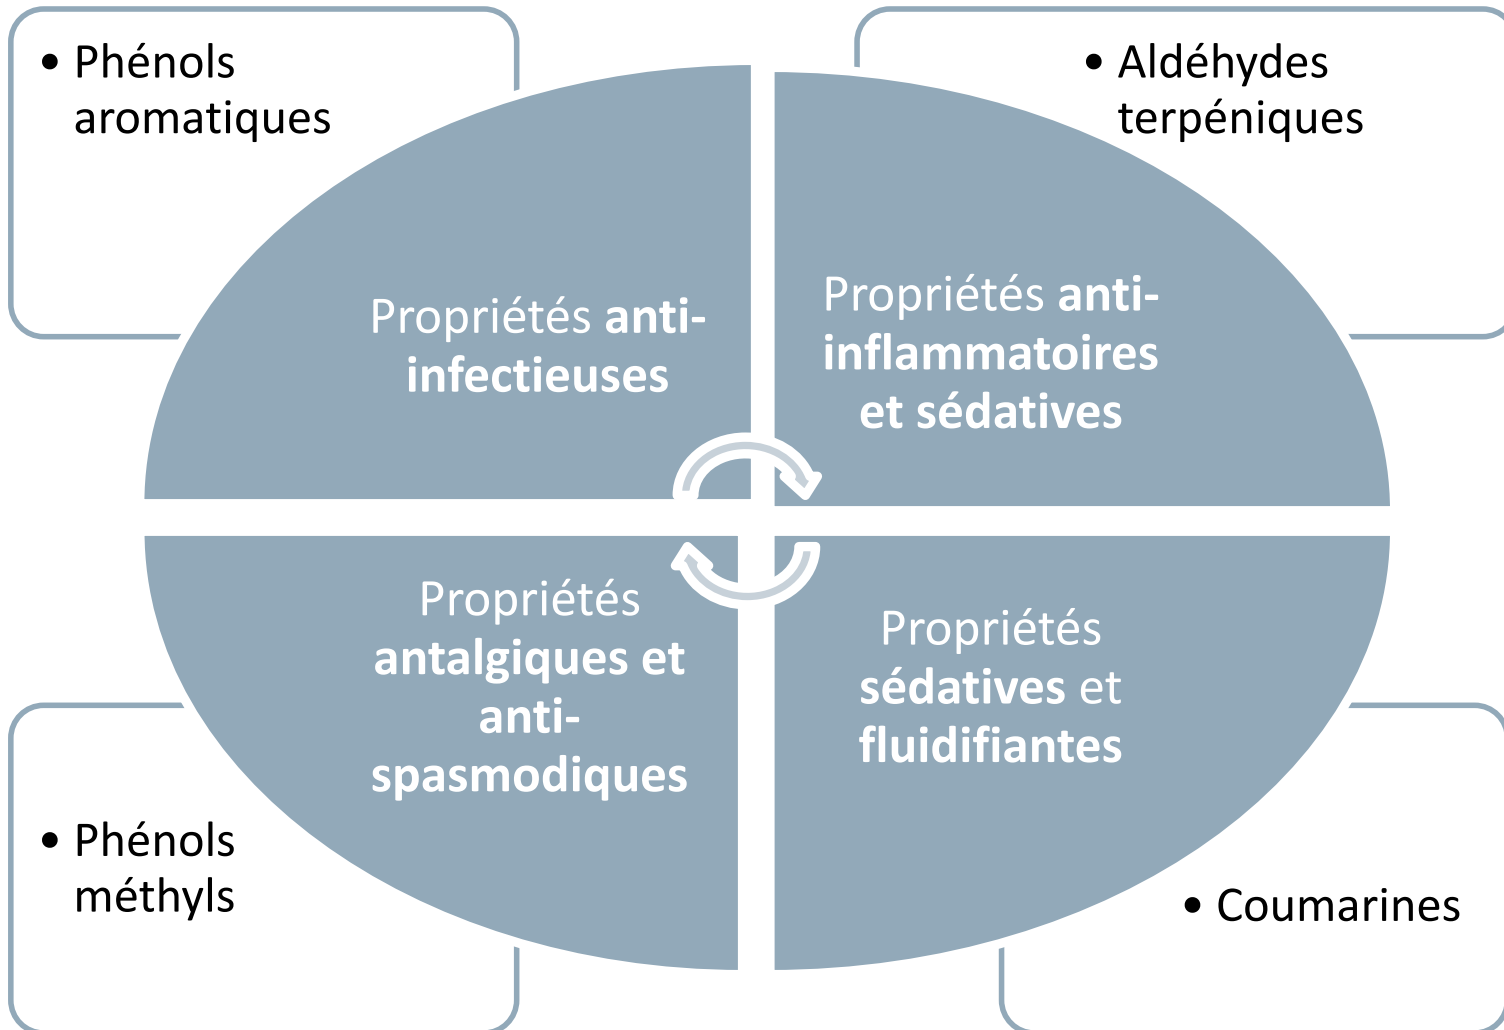 • Phénols
aromatiques
• Aldéhydes
terpéniques
Propriétés anti-
infectieuses
Propriétés anti-
inflammatoires
et sédatives
Propriétés
antalgiques et
anti-
spasmodiques
Propriétés
sédatives et
fluidifiantes
• Phénols
méthyls
• Coumarines